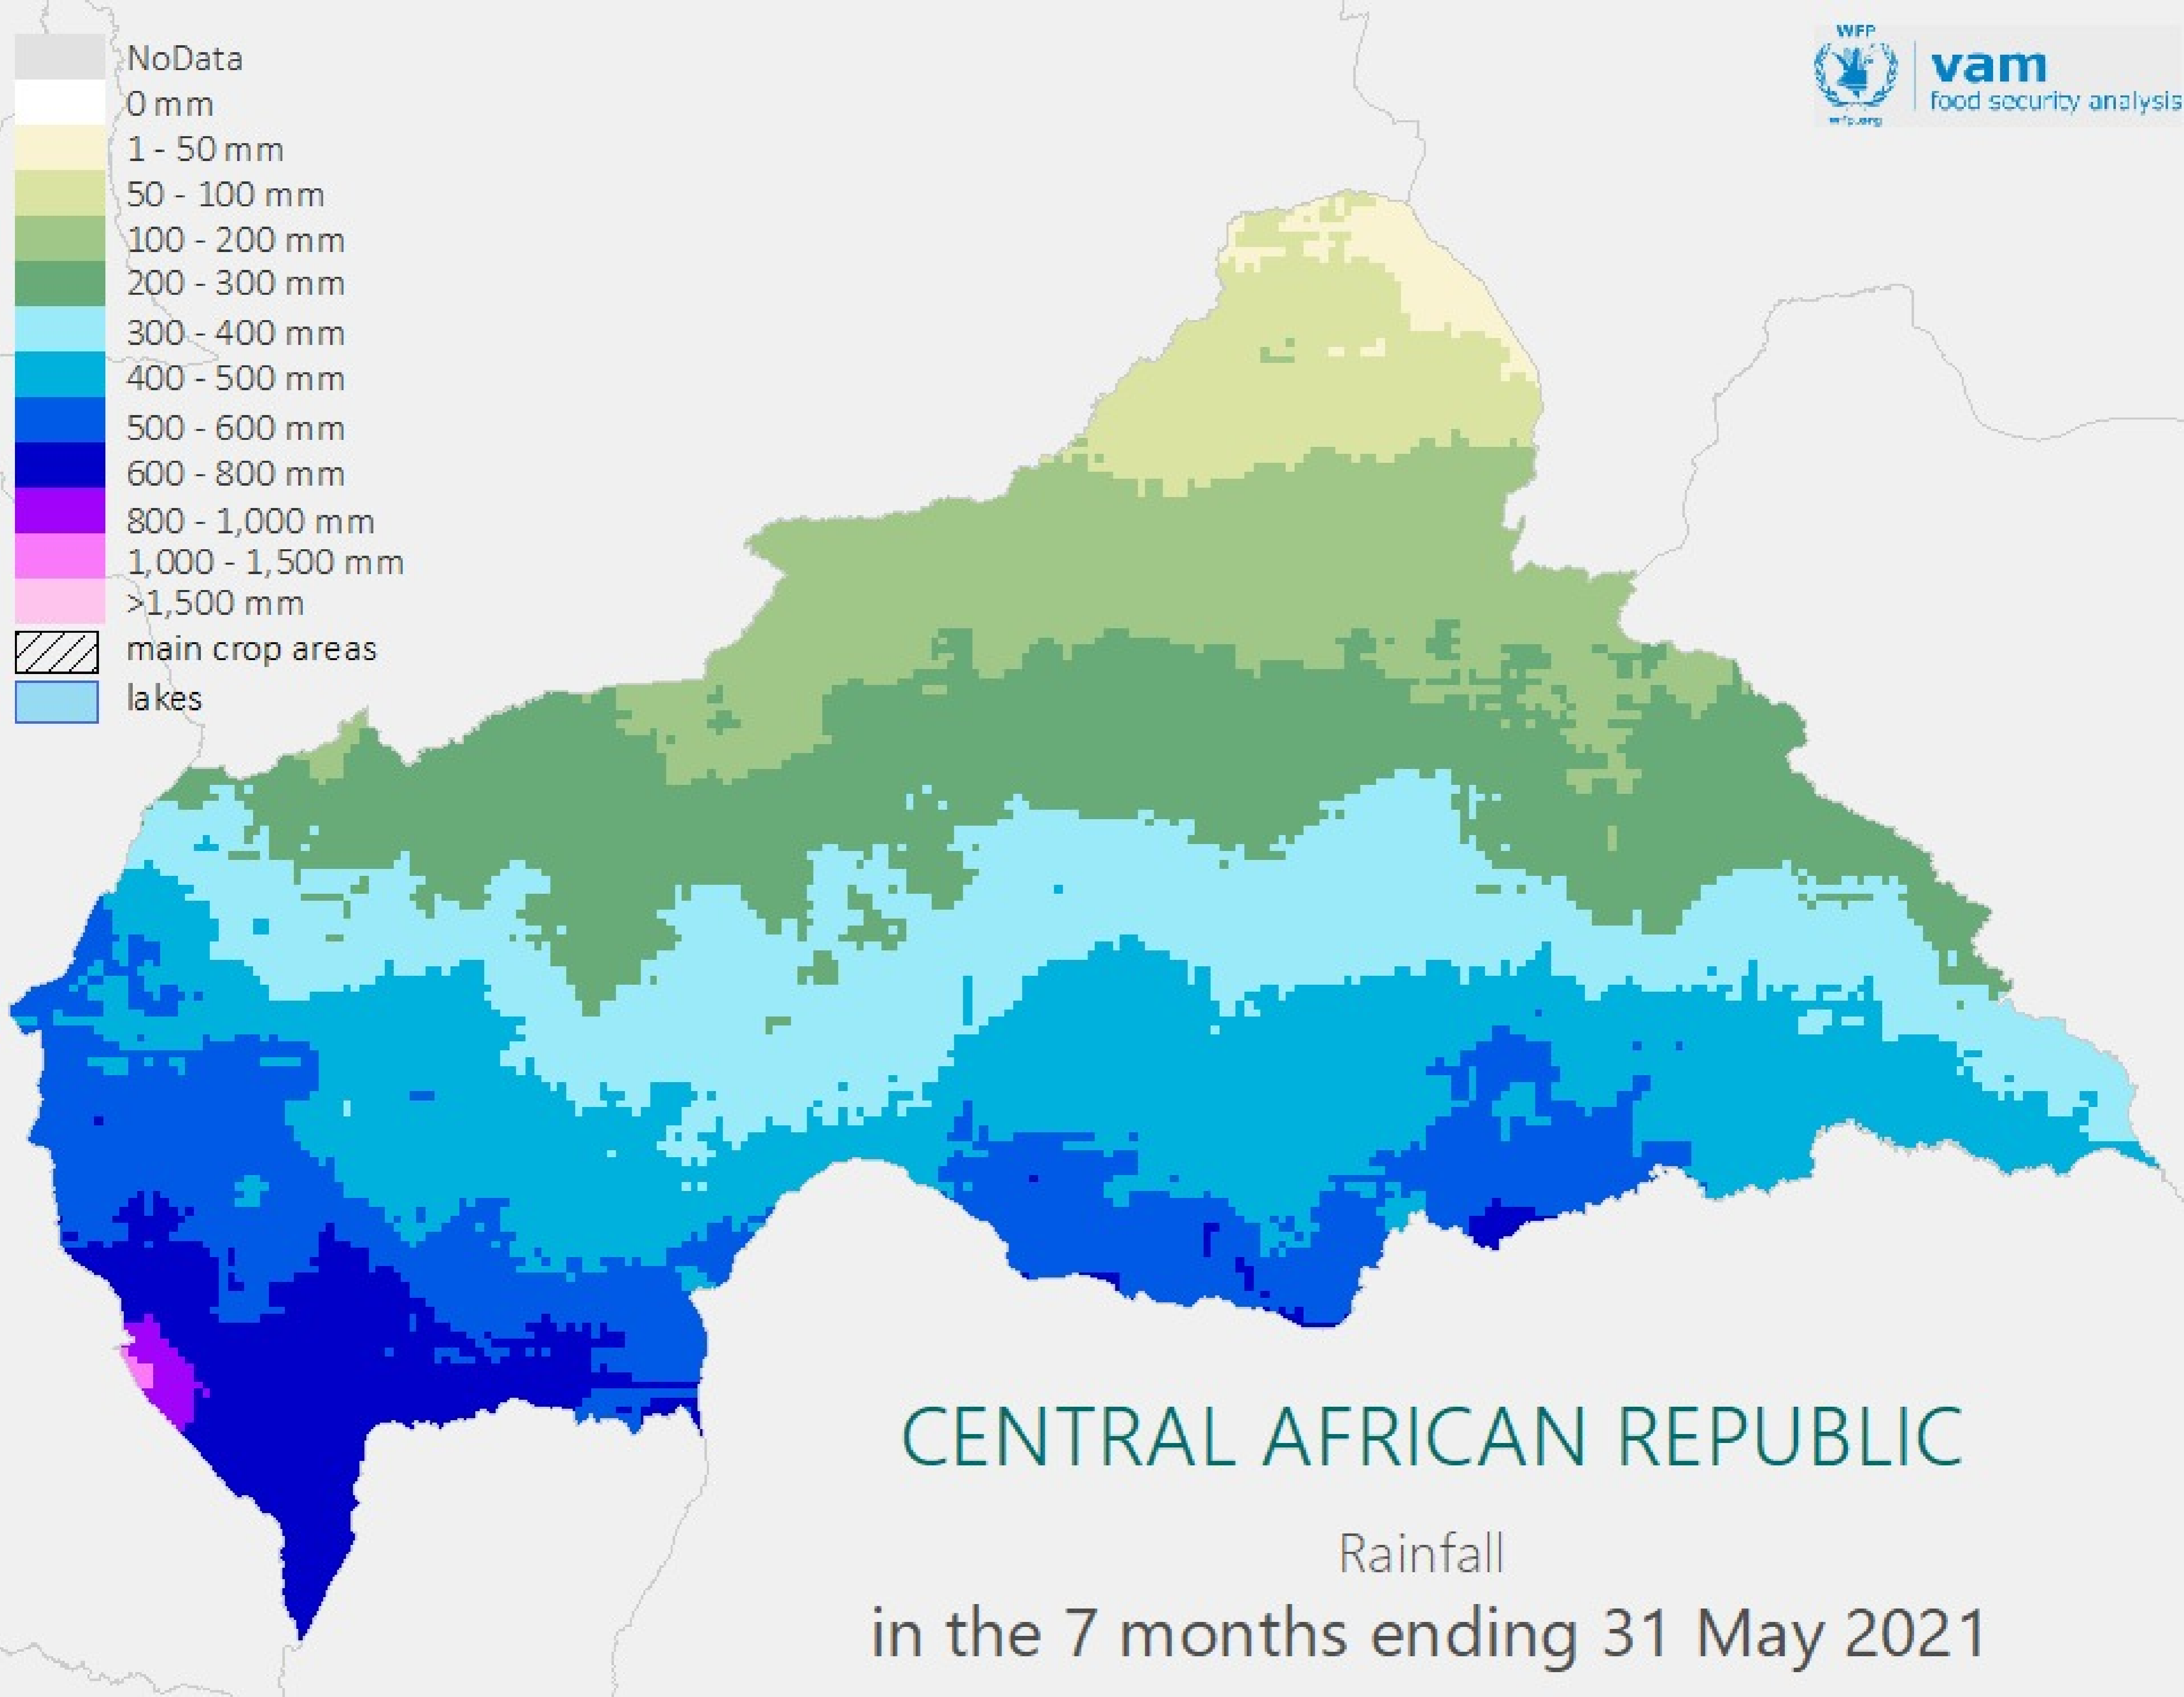 NoData
0 mm
1 - 50 mm
50 - 100 mm
100 - 200 mm
200 - 300 mm
300 - 400 mm
400 - 500 mm
500 - 600 mm
600 - 800 mm
800 - 1,000 mm
1,000 - 1,500 mm
>1,500 mm
main crop areas
lakes
WFP
wfp.org
vam
food security analysis
CENTRAL AFRICAN REPUBLIC
Rainfall
in the 7 months ending 31 May 2021